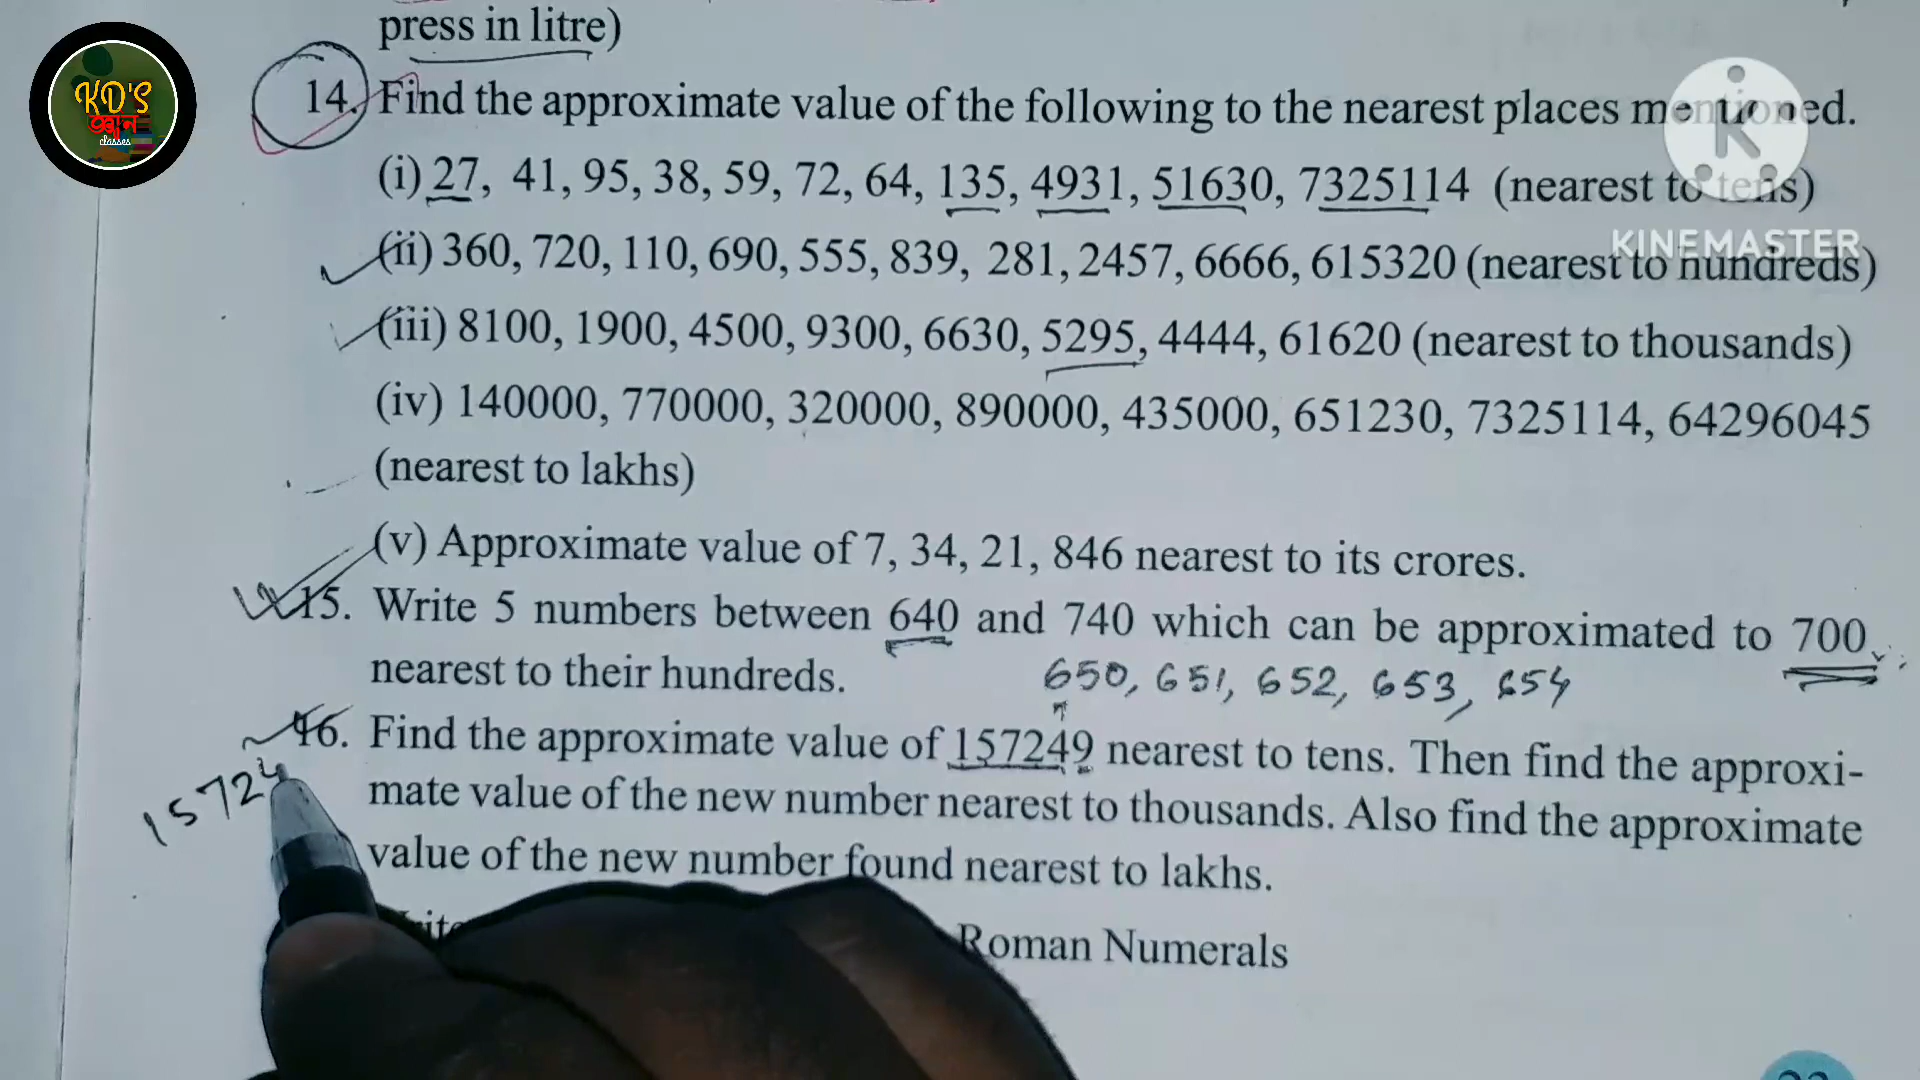 KD'S
জ্ঞান
classes
press in litre)
14. Find the approximate value of the following to the nearest places mentioned.
(i) 27, 41, 95, 38, 59, 72, 64, 135, 4931, 51630, 7325114 (nearest to tens)
KINEMASTER
(ii) 360, 720, 110, 690, 555, 839, 281, 2457, 6666, 615320 (nearest to hundreds)
(iii) 8100, 1900, 4500, 9300, 6630, 5295, 4444, 61620 (nearest to thousands)
(iv) 140000, 770000, 320000, 890000, 435000, 651230, 7325114, 64296045
(nearest to lakhs)
(v) Approximate value of 7, 34, 21, 846 nearest to its crores.
15. Write 5 numbers between 640 and 740 which can be approximated to 700
nearest to their hundreds.
650, 651, 652, 653, 654
16. Find the approximate value of 157249 nearest to tens. Then find the approxi-
15724
mate value of the new number nearest to thousands. Also find the approximate
value of the new number found nearest to lakhs.
Roman Numerals